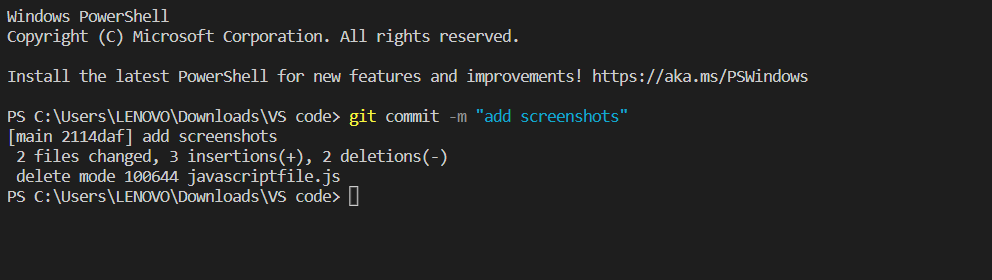 Windows PowerShell
Copyright (C) Microsoft Corporation. All rights reserved.
Install the latest PowerShell for new features and improvements! https://aka.ms/PSWindows
PS C:\Users\LENOVO\Downloads\VS code> git commit -m "add screenshots"
[main 2114daf] add screenshots
2 files changed, 3 insertions(+), 2 deletions(-)
delete mode 100644 javascriptfile.js
PS C:\Users\LENOVO\Downloads\VS code>